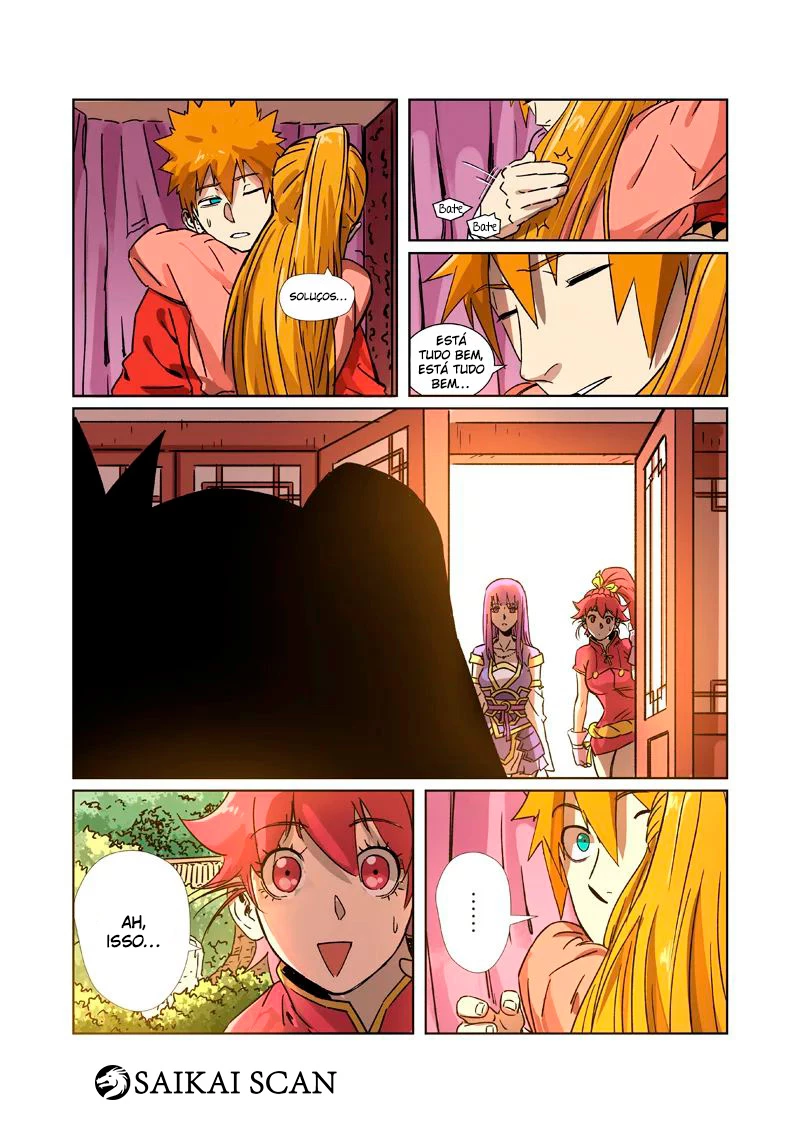 SOLUÇOS...
Bate
Bate
ESTÁ
TUDO BEM,
ESTÁ TUDO
BEM...
AH,
ISSO...
......
SAIKAI SCAN